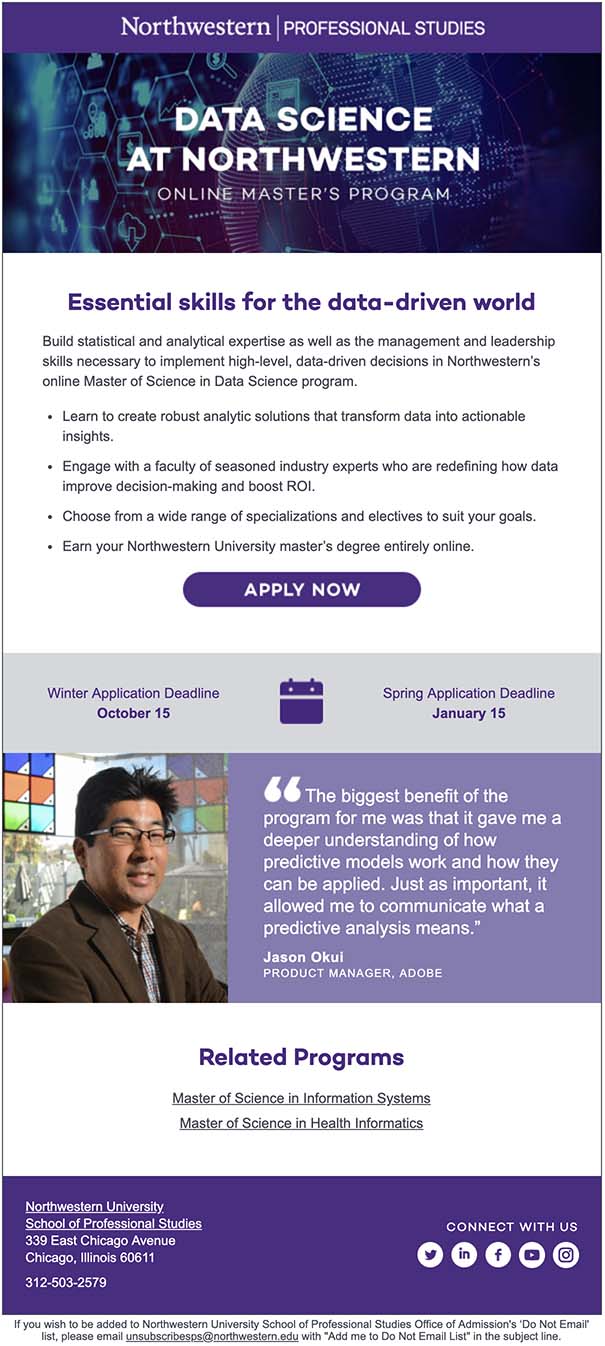 Northwestern | PROFESSIONAL STUDIES
DATA SCIENCE
AT NORTHWESTERN
ONLINE MASTER'S PROGRAM
Essential skills for the data-driven world
Build statistical and analytical expertise as well as the management and leadership
skills necessary to implement high-level, data-driven decisions in Northwestern's
online Master of Science in Data Science program.
• Learn to create robust analytic solutions that transform data into actionable
insights.
• Engage with a faculty of seasoned industry experts who are redefining how data
improve decision-making and boost ROI.
• Choose from a wide range of specializations and electives to suit your goals.
• Earn your Northwestern University master's degree entirely online.
APPLY NOW
Winter Application Deadline
October 15
Spring Application Deadline
January 15
“The biggest benefit of the
program for me was that it gave me a
deeper understanding of how
predictive models work and how they
can be applied. Just as important, it
allowed me to communicate what a
predictive analysis means.”
Jason Okui
PRODUCT MANAGER, ADOBE
Related Programs
Master of Science in Information Systems
Master of Science in Health Informatics
Northwestern University
School of Professional Studies
339 East Chicago Avenue
Chicago, Illinois 60611
312-503-2579
CONNECT WITH US
If you wish to be added to Northwestern University School of Professional Studies Office of Admission's 'Do Not Email'
list, please email unsubscribesps@northwestern.edu with "Add me to Do Not Email List" in the subject line.